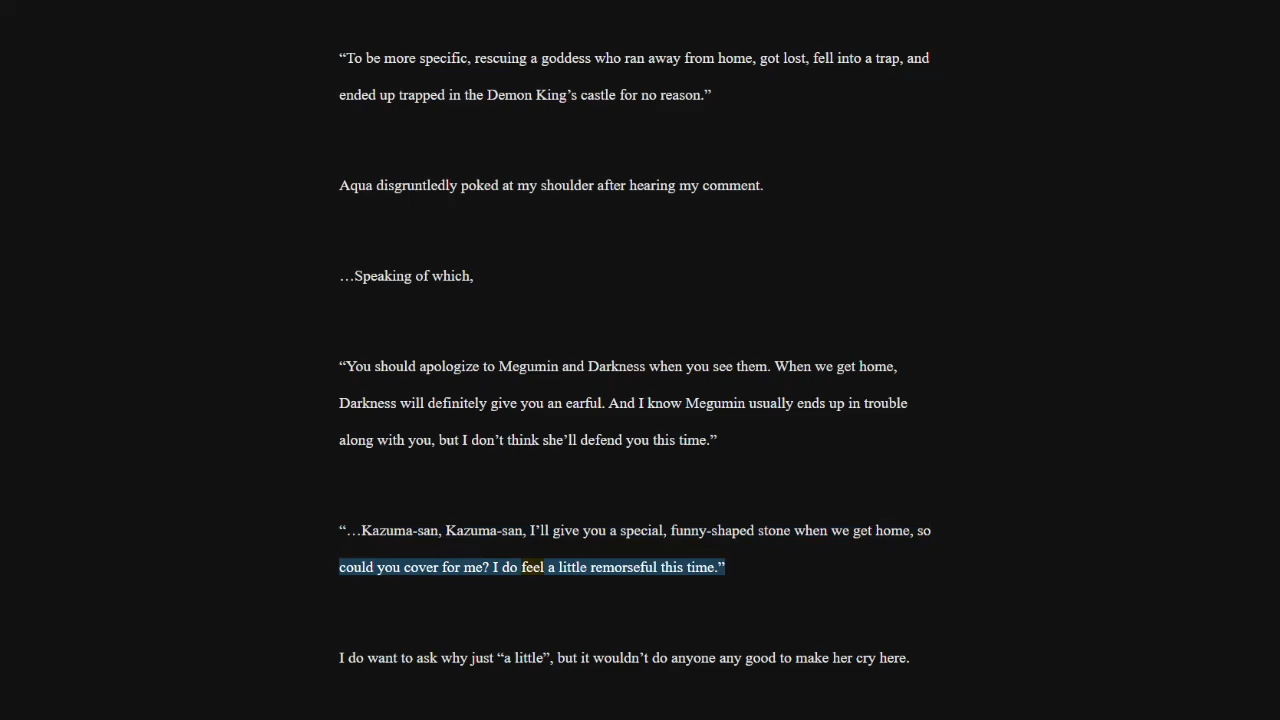 “To be more specific, rescuing a goddess who ran away from home, got lost, fell into a trap, and
ended up trapped in the Demon King’s castle for no reason.”
Aqua disgruntledly poked at my shoulder after hearing my comment.
…Speaking of which,
“You should apologize to Megumin and Darkness when you see them. When we get home,
Darkness will definitely give you an earful. And I know Megumin usually ends up in trouble
along with you, but I don’t think she’ll defend you this time.”
“…Kazuma-san, Kazuma-san, I’ll give you a special, funny-shaped stone when we get home, so
could you cover for me? I do feel a little remorseful this time.”
I do want to ask why just “a little”, but it wouldn’t do anyone any good to make her cry here.